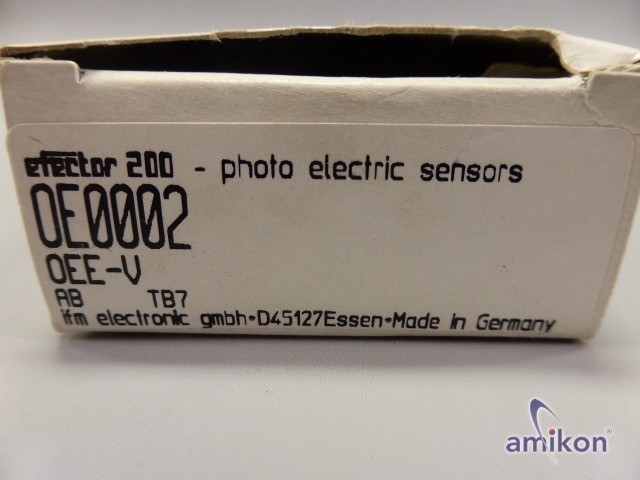 efector 200 - photo electric sensors
OE0002
OEE-V
AB TB7
ifm electronic gmbh•D45127Essen•Made in Germany
amikon®